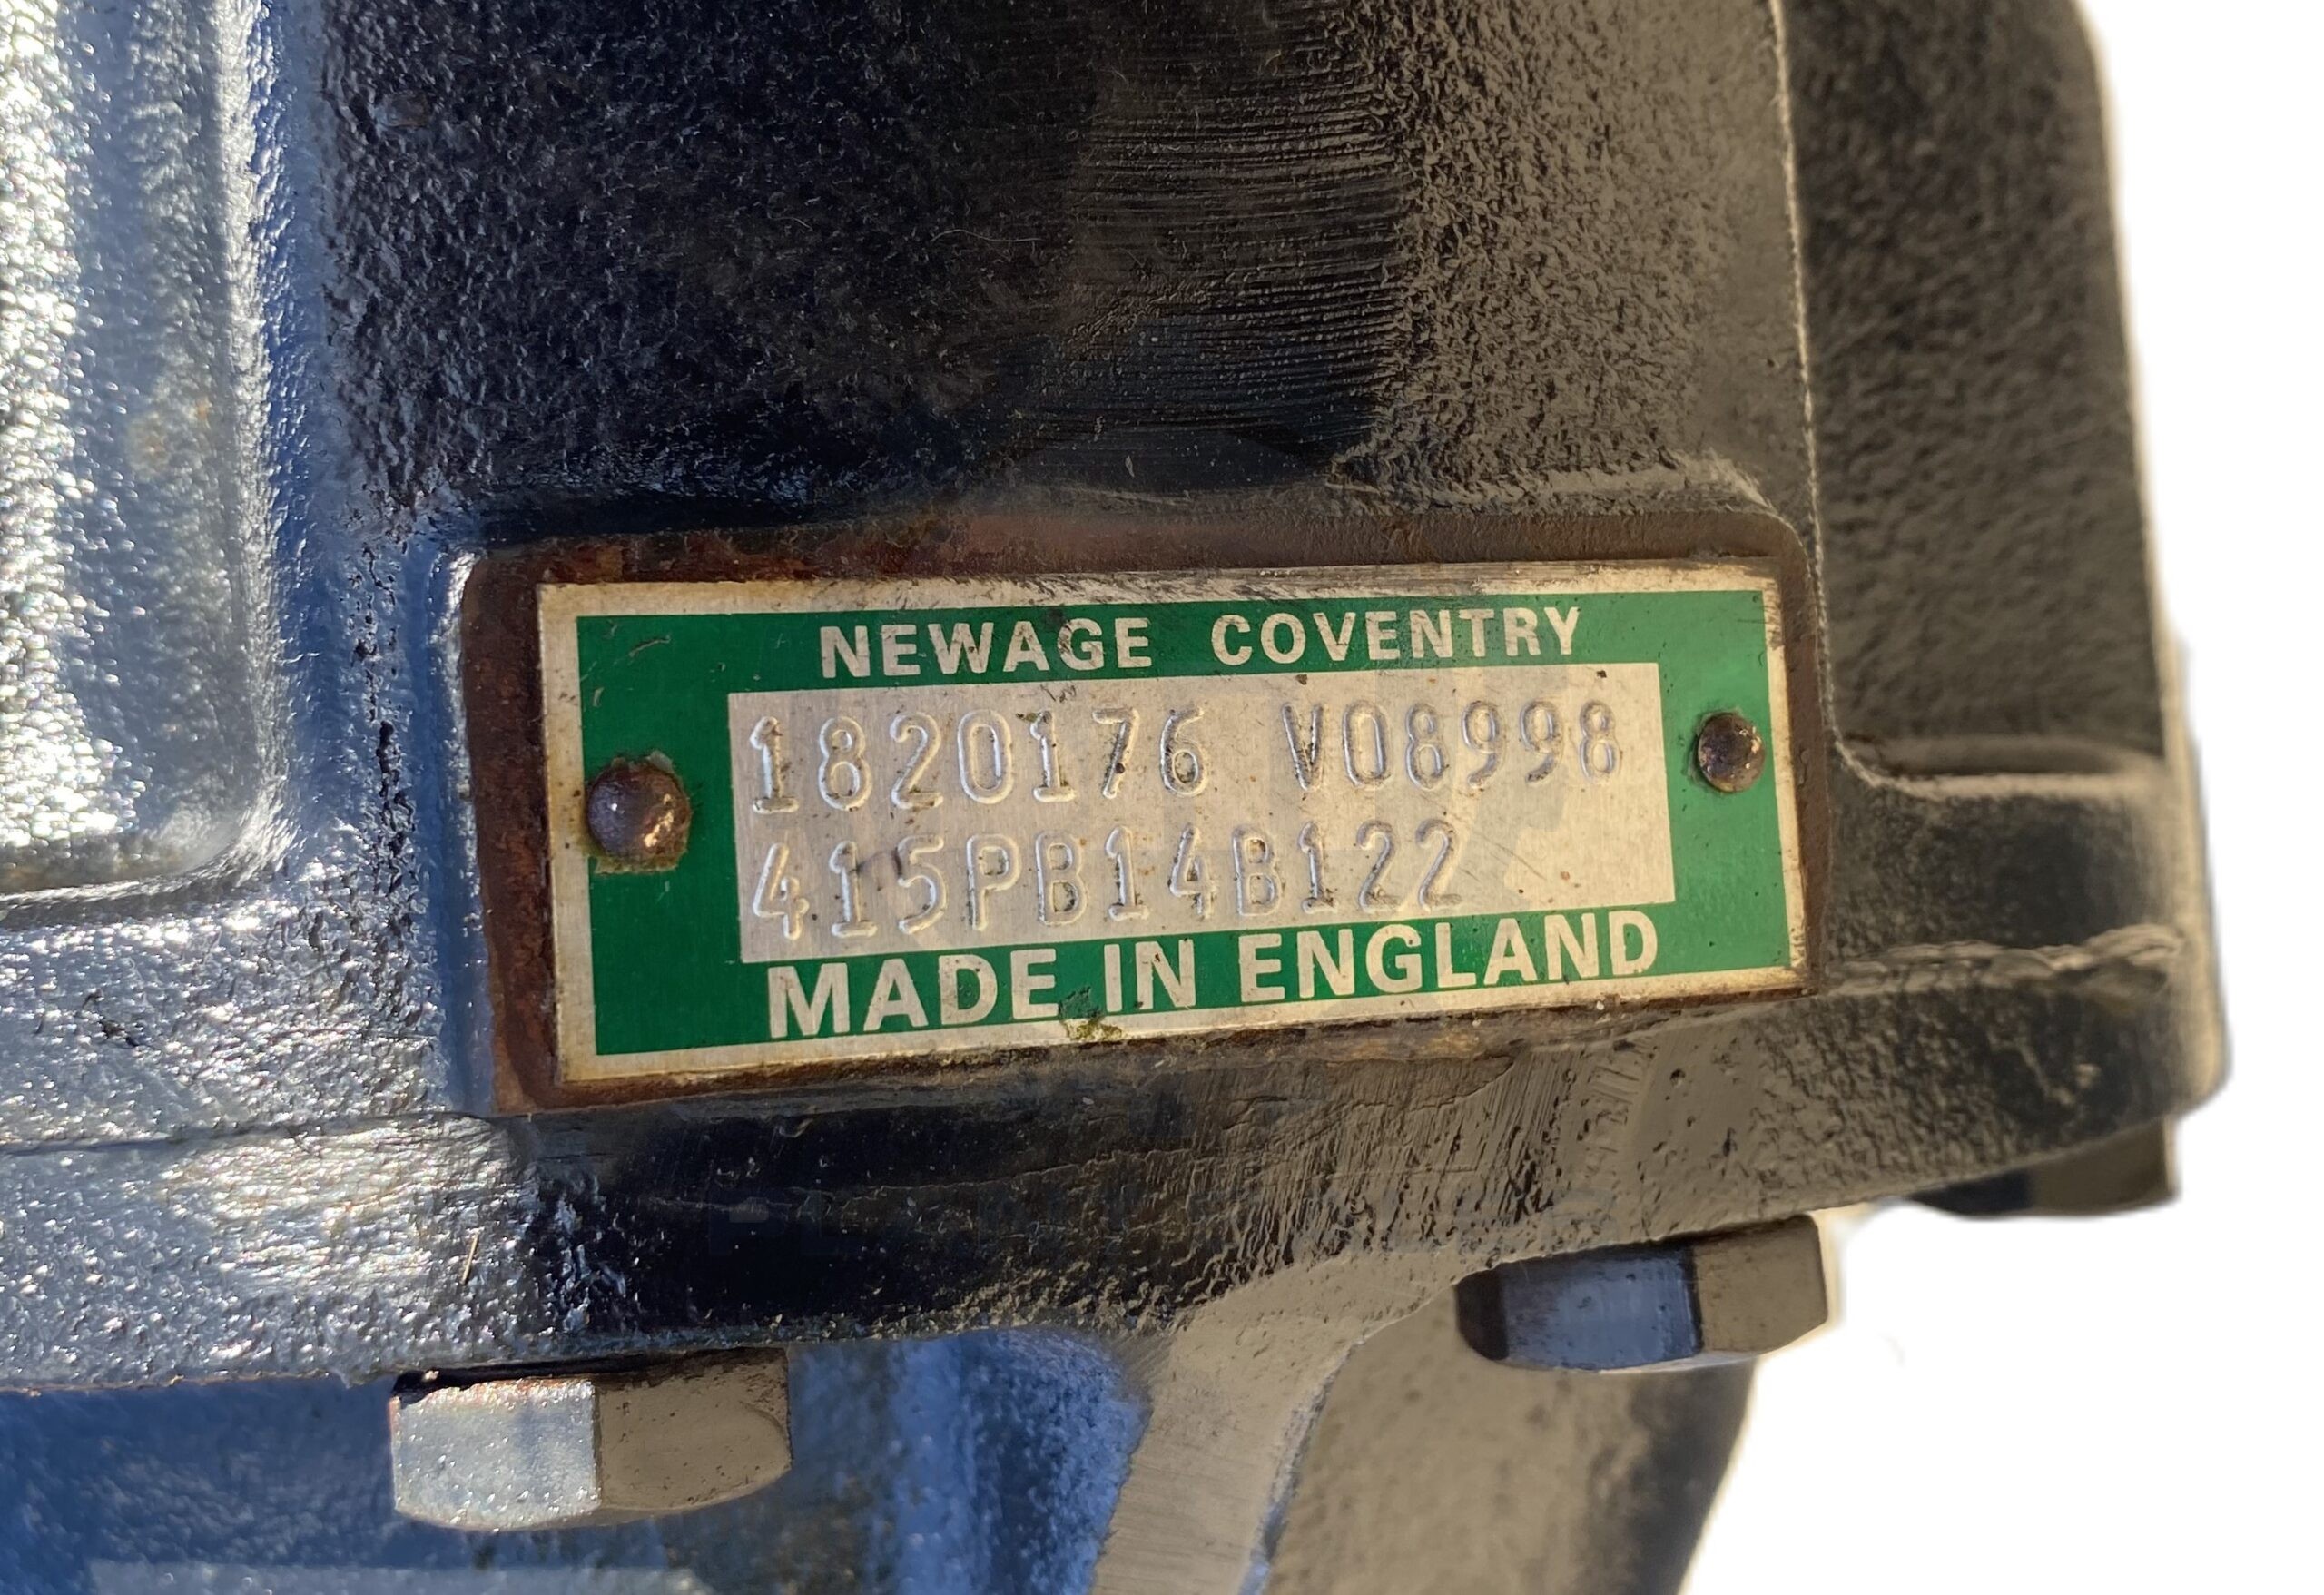 NEWAGE COVENTRY
1820176 V08998
415PB14B122
MADE IN ENGLAND